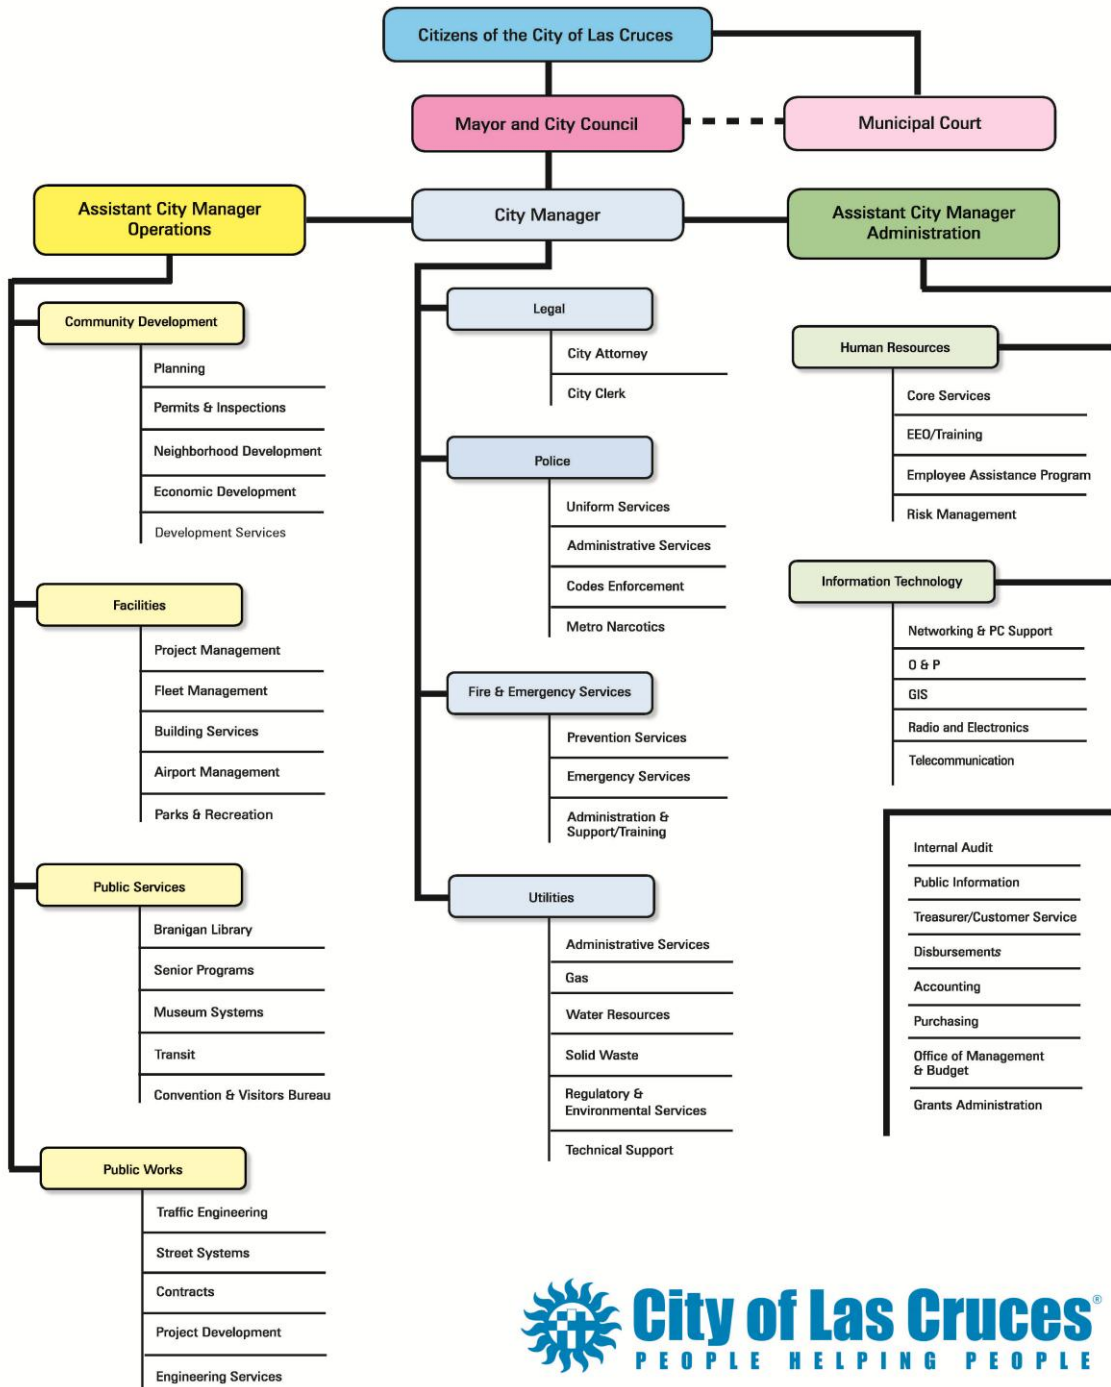 Citizens of the City of Las Cruces
Mayor and City Council
Municipal Court
Assistant City Manager
Operations
City Manager
Assistant City Manager
Administration
Community Development
Planning
Permits & Inspections
Neighborhood Development
Economic Development
Development Services
Facilities
Project Management
Fleet Management
Building Services
Airport Management
Parks & Recreation
Public Services
Branigan Library
Senior Programs
Museum Systems
Transit
Convention & Visitors Bureau
Public Works
Traffic Engineering
Street Systems
Contracts
Project Development
Engineering Services
Legal
City Attorney
City Clerk
Police
Uniform Services
Administrative Services
Codes Enforcement
Metro Narcotics
Fire & Emergency Services
Prevention Services
Emergency Services
Administration &
Support/Training
Utilities
Administrative Services
Gas
Water Resources
Solid Waste
Regulatory &
Environmental Services
Technical Support
Human Resources
Core Services
EEO/Training
Employee Assistance Program
Risk Management
Information Technology
Networking & PC Support
O & P
GIS
Radio and Electronics
Telecommunication
Internal Audit
Public Information
Treasurer/Customer Service
Disbursements
Accounting
Purchasing
Office of Management
& Budget
Grants Administration
City of Las Cruces®
PEOPLE HELPING PEOPLE